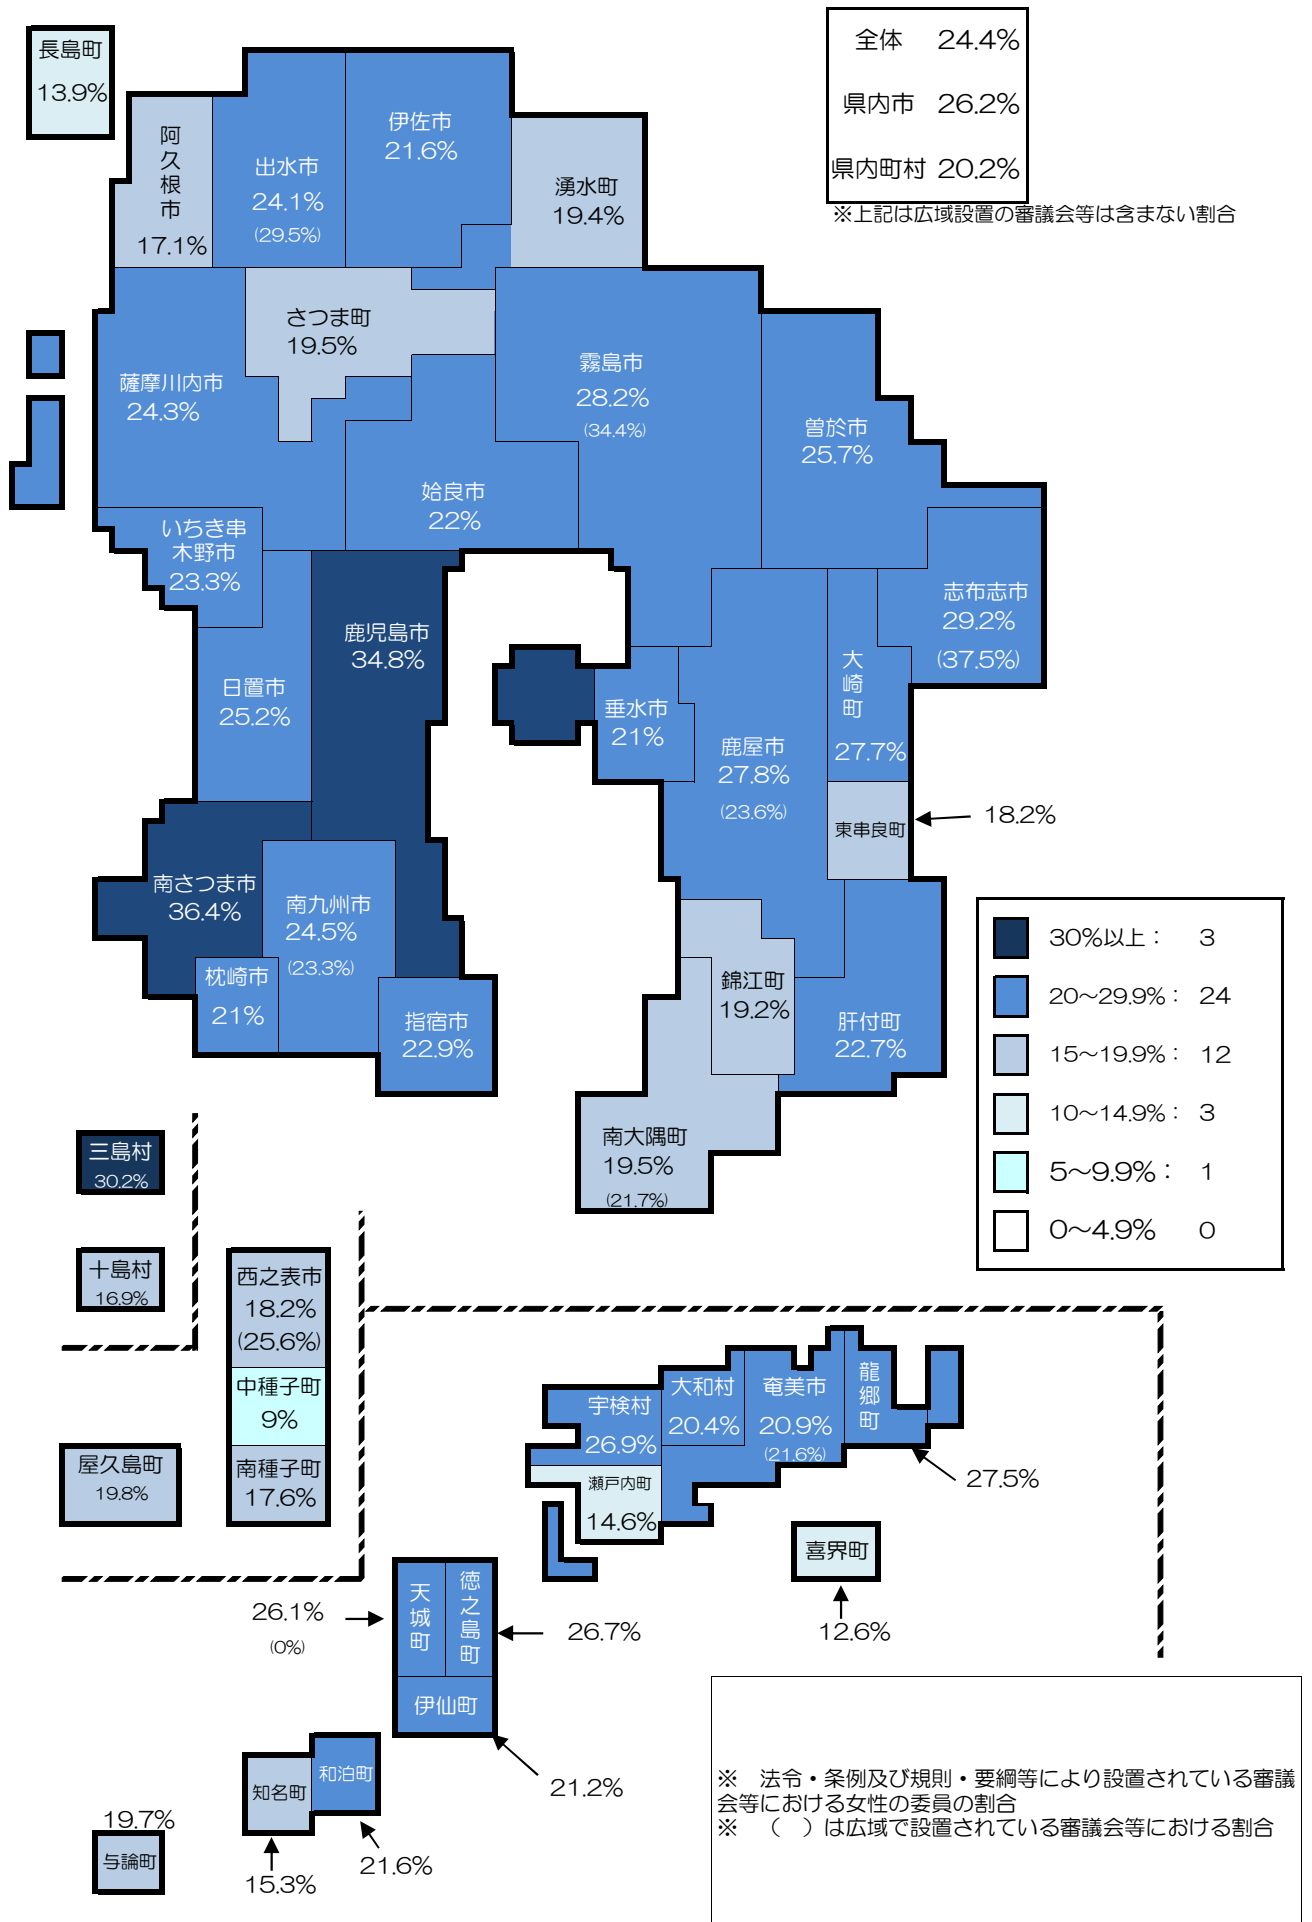 長島町
13.9%
全体 24.4%
県内市 26.2%
県内町村 20.2%
※上記は広域設置の審議会等は含まない割合
阿久根市
17.1%
出水市
24.1%
(29.5%)
伊佐市
21.6%
湧水町
19.4%
さつま町
19.5%
薩摩川内市
24.3%
霧島市
28.2%
(34.4%)
曽於市
25.7%
姶良市
22%
いちき串
木野市
23.3%
鹿児島市
34.8%
志布志市
29.2%
(37.5%)
大崎町
27.7%
日置市
25.2%
垂水市
21%
鹿屋市
27.8%
(23.6%)
東串良町
18.2%
南さつま市
36.4%
南九州市
24.5%
(23.3%)
枕崎市
21%
指宿市
22.9%
錦江町
19.2%
肝付町
22.7%
南大隅町
19.5%
(21.7%)
30%以上： 3
20～29.9%： 24
15～19.9%： 12
10～14.9%： 3
5～9.9%： 1
0～4.9% 0
三島村
30.2%
十島村
16.9%
西之表市
18.2%
(25.6%)
中種子町
9%
南種子町
17.6%
屋久島町
19.8%
宇検村
26.9%
大和村
20.4%
奄美市
20.9%
(21.6%)
龍郷町
27.5%
瀬戸内町
14.6%
喜界町
12.6%
天城町
26.1%
(0%)
徳之島町
26.7%
伊仙町
21.2%
和泊町
21.6%
知名町
15.3%
19.7%
与論町
※　法令・条例及び規則・要綱等により設置されている審議
会等における女性の委員の割合
※　（　）は広域で設置されている審議会等における割合